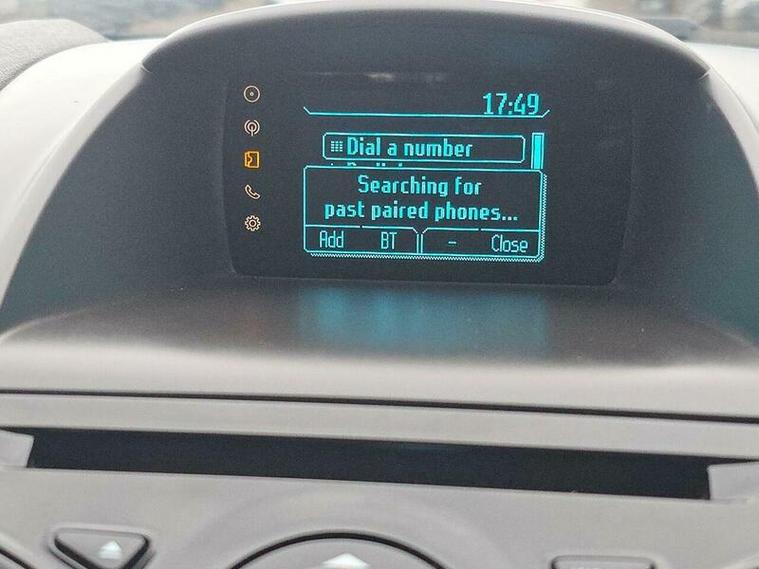 17:49
Dial a number
Searching for
past paired phones...
Add BT - Close